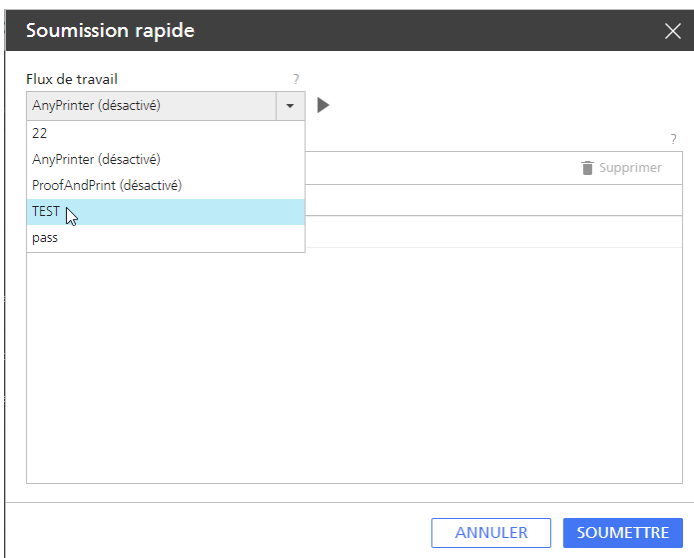 Soumission rapide
Flux de travail ?
AnyPrinter (désactivé)
22
?
AnyPrinter (désactivé)
Supprimer
ProofAndPrint (désactivé)
TEST
pass
ANNULER SOUMETTRE